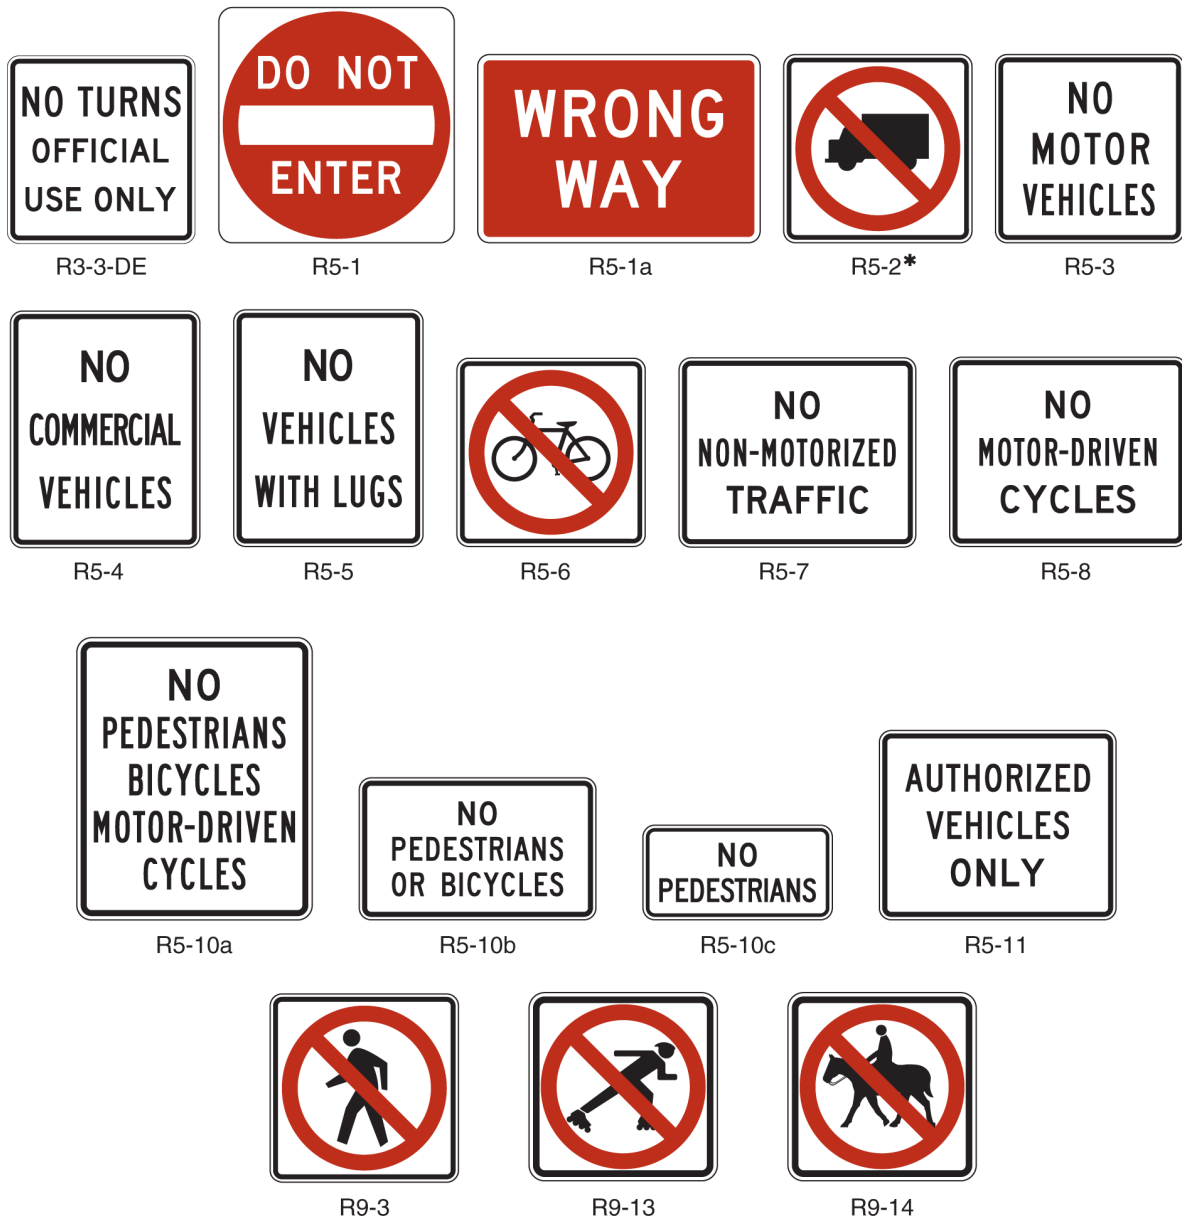 NO TURNS
OFFICIAL
USE ONLY
R3-3-DE
DO NOT
ENTER
R5-1
WRONG
WAY
R5-1a
R5-2*
NO
MOTOR
VEHICLES
R5-3
NO
COMMERCIAL
VEHICLES
R5-4
NO
VEHICLES
WITH LUGS
R5-5
R5-6
NO
NON-MOTORIZED
TRAFFIC
R5-7
NO
MOTOR-DRIVEN
CYCLES
R5-8
NO
PEDESTRIANS
BICYCLES
MOTOR-DRIVEN
CYCLES
R5-10a
NO
PEDESTRIANS
OR BICYCLES
R5-10b
NO
PEDESTRIANS
R5-10c
AUTHORIZED
VEHICLES
ONLY
R5-11
R9-3
R9-13
R9-14